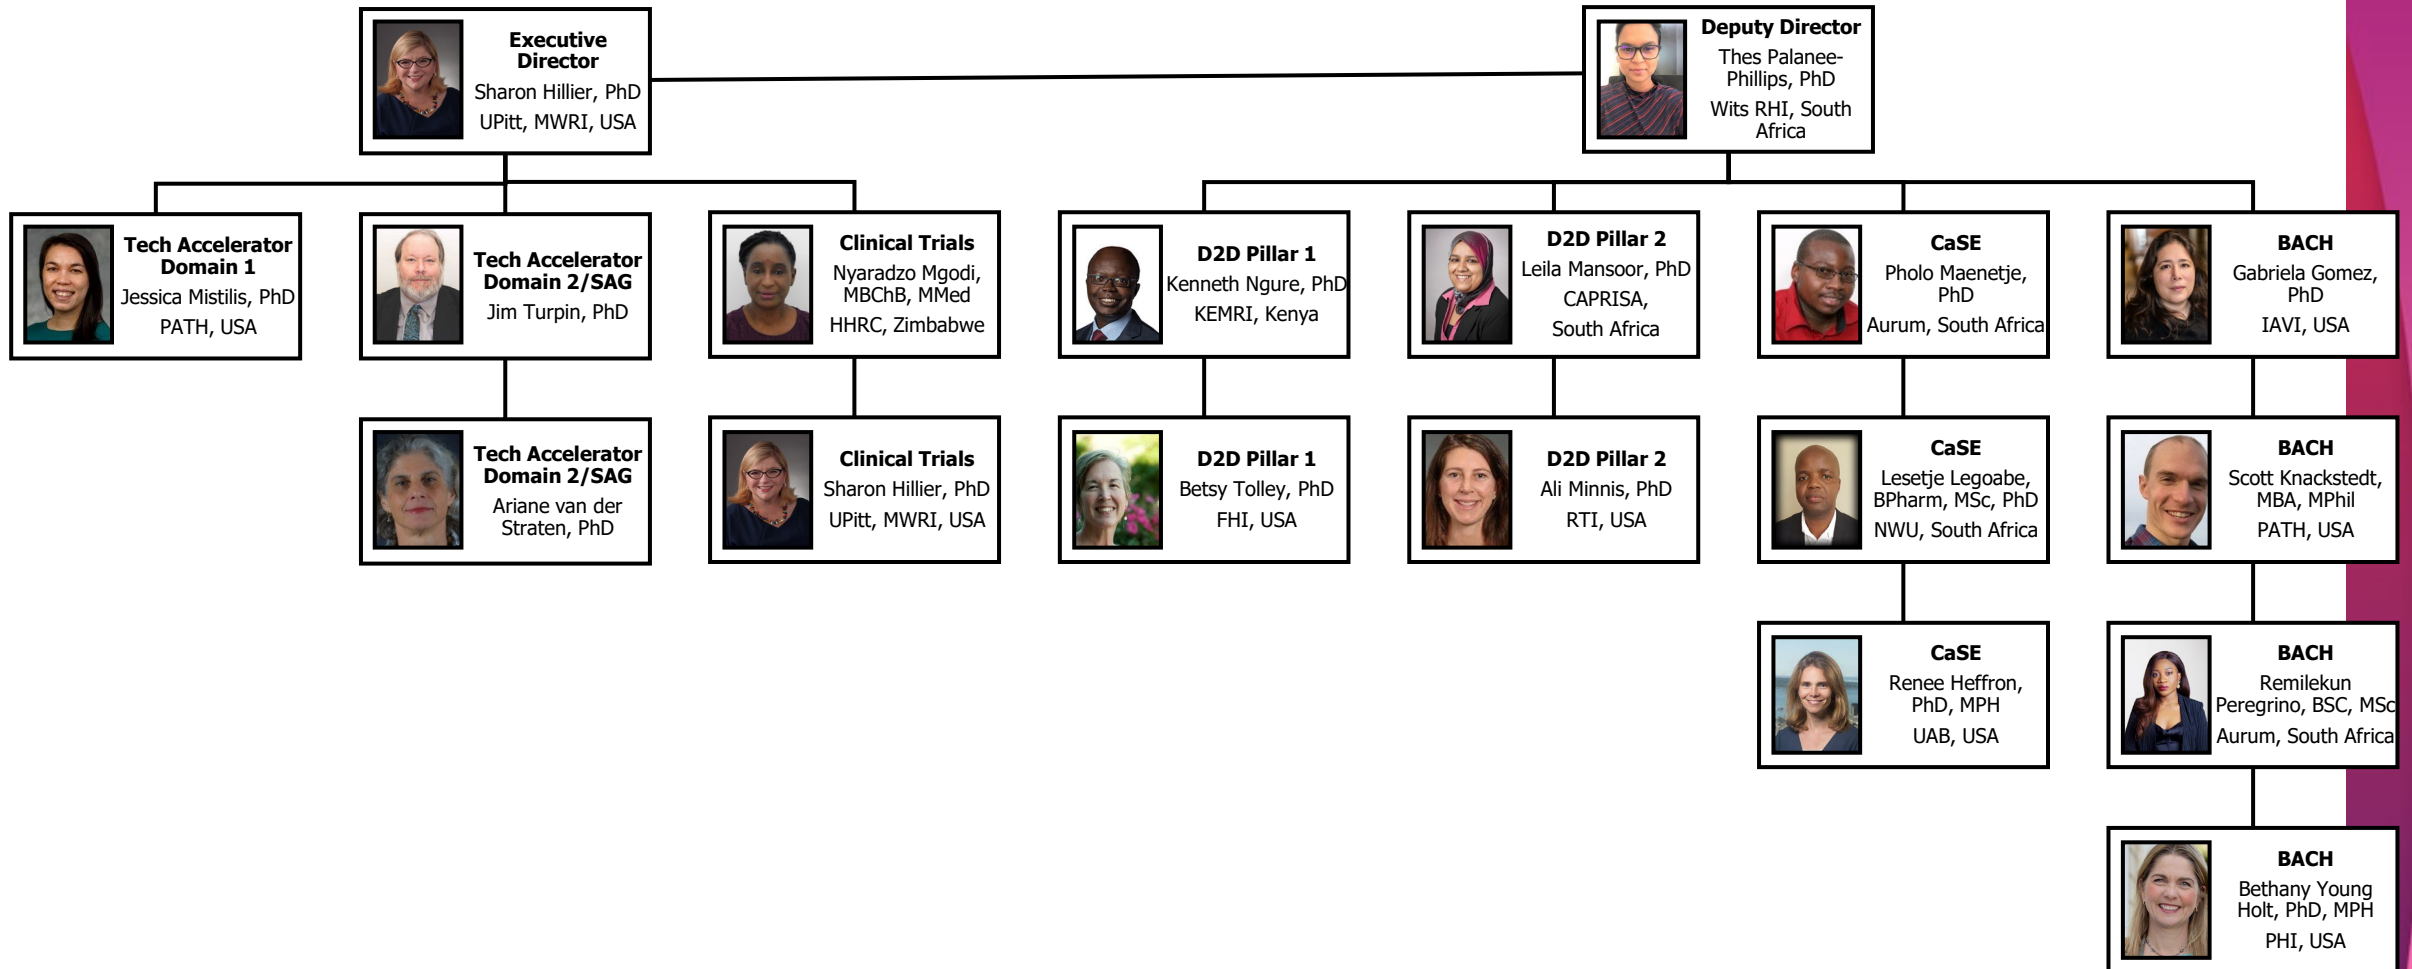 Executive
Director
Sharon Hillier, PhD
UPitt, MWRI, USA
Deputy Director
Thes Palanee-
Phillips, PhD
Wits RHI, South
Africa
Tech Accelerator
Domain 1
Jessica Mistilis, PhD
PATH, USA
Tech Accelerator
Domain 2/SAG
Jim Turpin, PhD
Clinical Trials
Nyaradzo Mgodi,
MBChB, MMed
HHRC, Zimbabwe
D2D Pillar 1
Kenneth Ngure, PhD
KEMRI, Kenya
D2D Pillar 2
Leila Mansoor, PhD
CAPRISA,
South Africa
CaSE
Pholo Maenetje,
PhD
Aurum, South Africa
BACH
Gabriela Gomez,
PhD
IAVI, USA
Tech Accelerator
Domain 2/SAG
Ariane van der
Straten, PhD
Clinical Trials
Sharon Hillier, PhD
UPitt, MWRI, USA
D2D Pillar 1
Betsy Tolley, PhD
FHI, USA
D2D Pillar 2
Ali Minnis, PhD
RTI, USA
CaSE
Lesetje Legoabe,
BPharm, MSc, PhD
NWU, South Africa
BACH
Scott Knackstedt,
MBA, MPhil
PATH, USA
CaSE
Renee Heffron,
PhD, MPH
UAB, USA
BACH
Remilekun
Peregrino, BSC, MSc
Aurum, South Africa
BACH
Bethany Young
Holt, PhD, MPH
PHI, USA